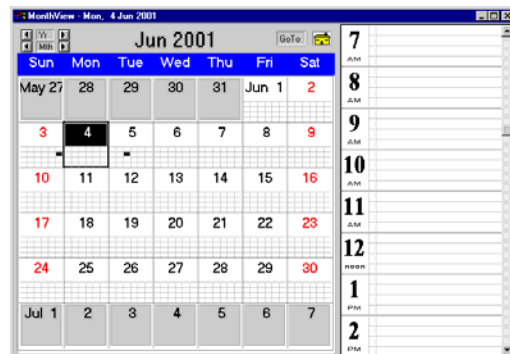 MonthView - Mon, 4 Jun 2001
Yr
Mth
Jun 2001
GoTo:
Sun Mon Tue Wed Thu Fri Sat
May 27 28 29 30 31 Jun 1 2
3 4 5 6 7 8 9
10 11 12 13 14 15 16
17 18 19 20 21 22 23
24 25 26 27 28 29 30
Jul 1 2 3 4 5 6 7
7
AM
8
AM
9
AM
10
AM
11
AM
12
noon
1
PM
2
PM